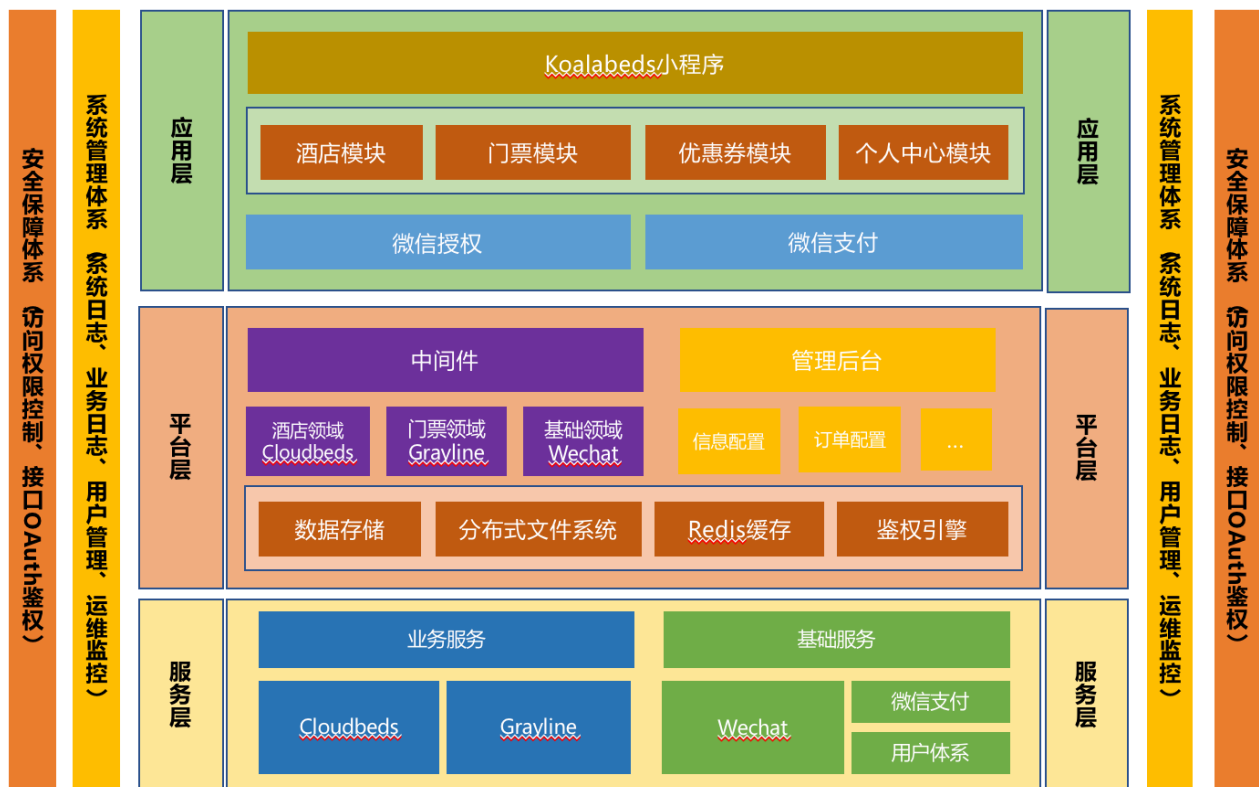 安全保障体系（访问权限控制、接口OAuth鉴权）
系统管理体系（系统日志、业务日志、用户管理、运维监控）
应用层
Koalabeds小程序
酒店模块
门票模块
优惠券模块
个人中心模块
微信授权
微信支付
应用层
平台层
中间件
管理后台
酒店领域
Cloudbeds
门票领域
Grayline
基础领域
Wechat
信息配置
订单配置
...
数据存储
分布式文件系统
Redis缓存
鉴权引擎
平台层
服务层
业务服务
基础服务
Cloudbeds
Grayline
Wechat
微信支付
用户体系
服务层
系统管理体系（系统日志、业务日志、用户管理、运维监控）
安全保障体系（访问权限控制、接口OAuth鉴权）